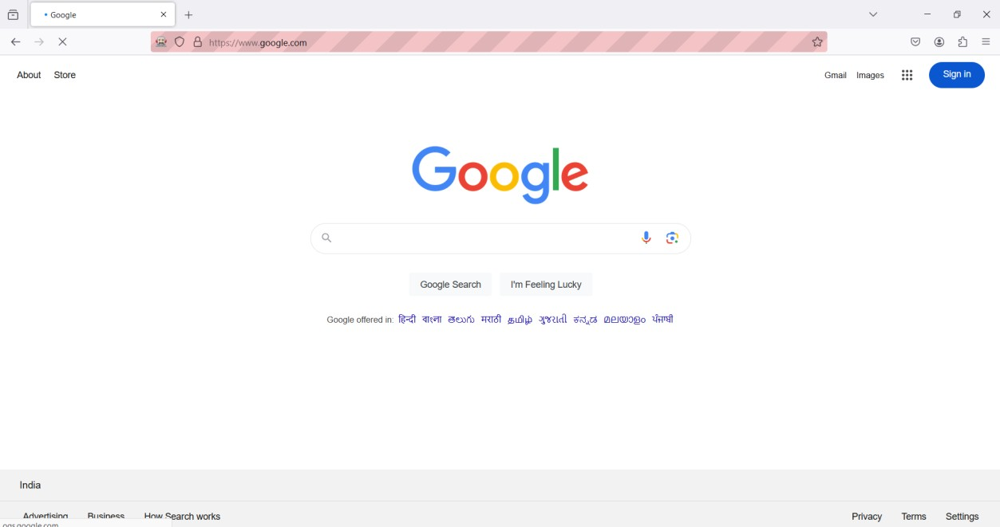 Google
https://www.google.com
About Store Gmail Images Sign in
Google
Google Search I'm Feeling Lucky
Google offered in: हिन्दी বাংলা తెలుగు मराठी தமிழ் ગુજરાતી ಕನ್ನಡ മലയാളം ਪੰਜਾਬੀ
India
Advertising Business How Search works Privacy Terms Settings
ogs.google.com